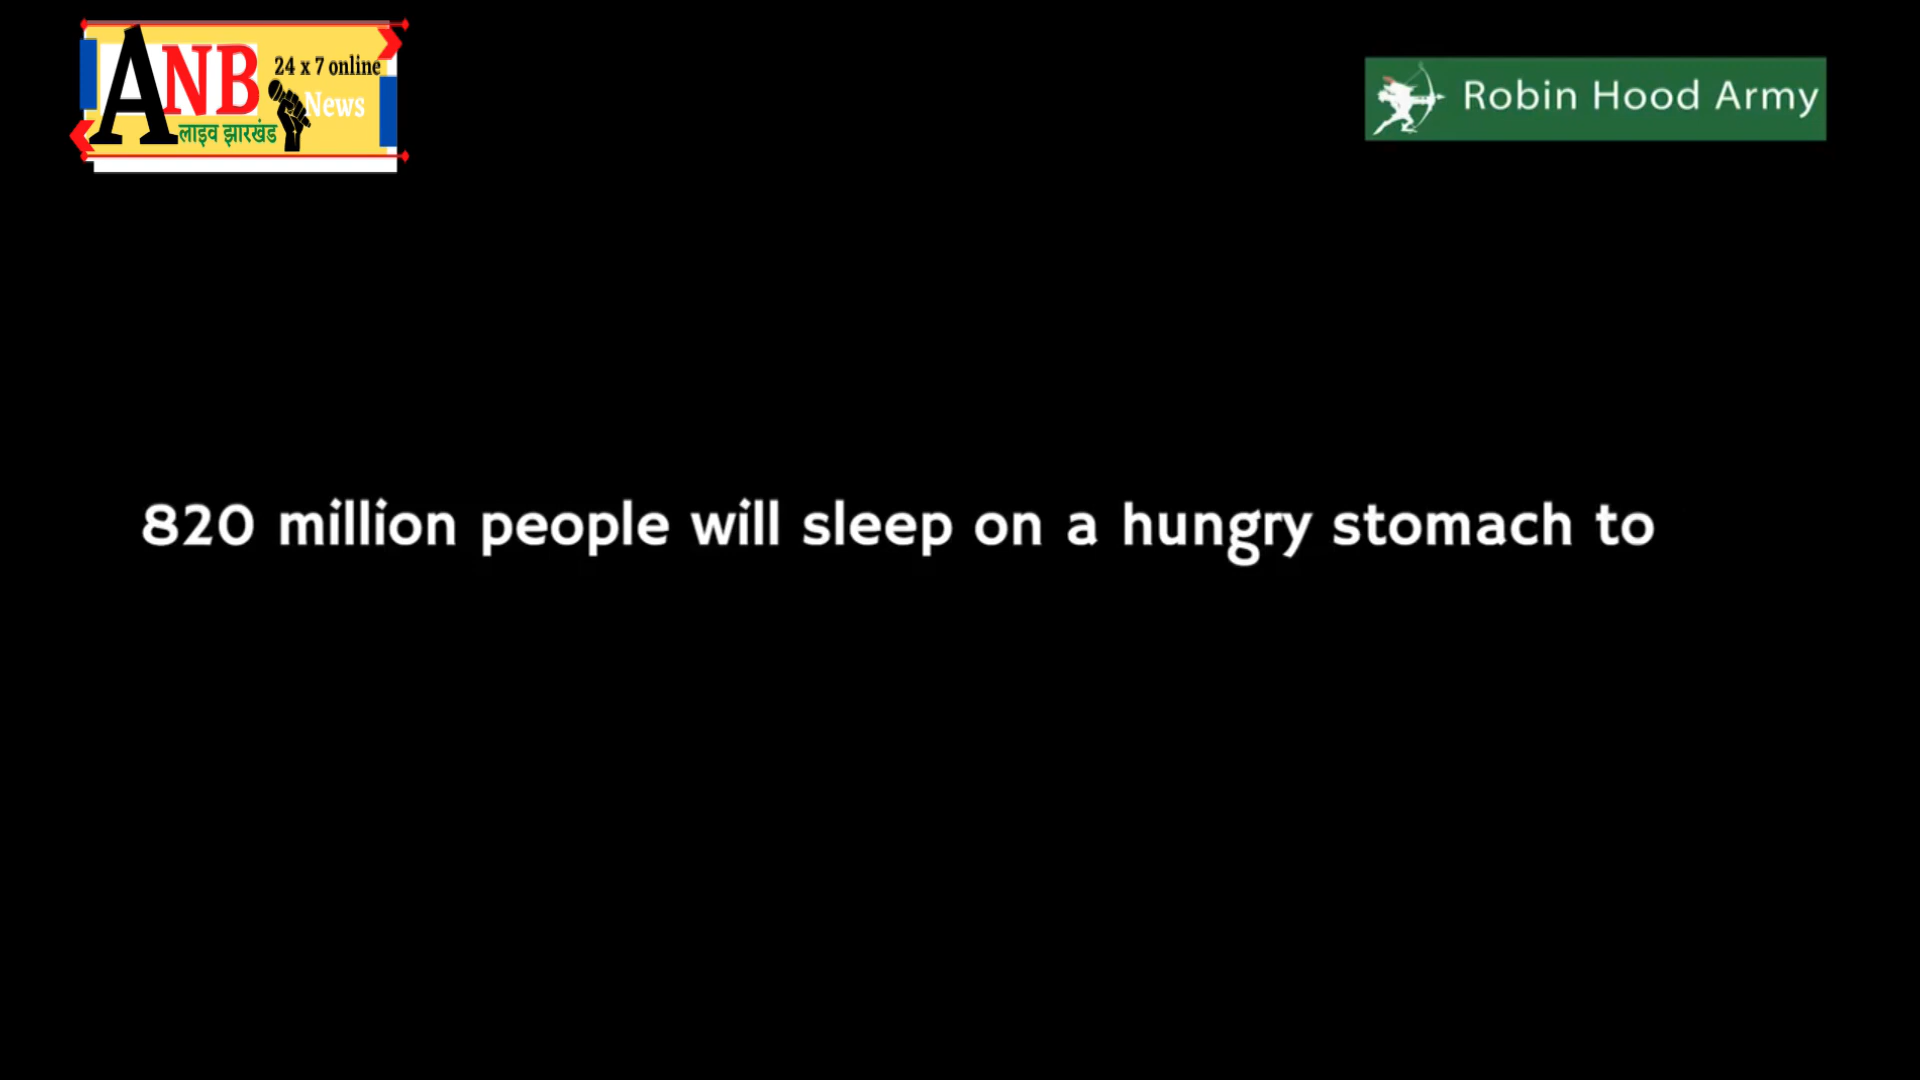 ANB
24 x 7 online
News
लाइव झारखंड
Robin Hood Army
820 million people will sleep on a hungry stomach to